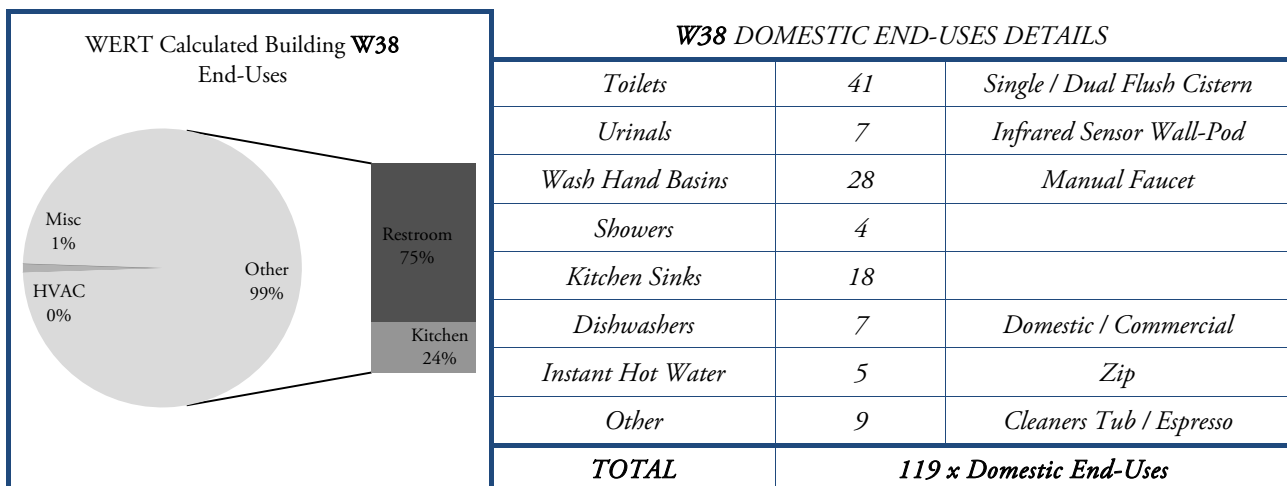 WERT Calculated Building W38
End-Uses
Misc
1%
HVAC
0%
Other
99%
Restroom
75%
Kitchen
24%
W38 DOMESTIC END-USES DETAILS
Toilets 41 Single / Dual Flush Cistern
Urinals 7 Infrared Sensor Wall-Pod
Wash Hand Basins 28 Manual Faucet
Showers 4
Kitchen Sinks 18
Dishwashers 7 Domestic / Commercial
Instant Hot Water 5 Zip
Other 9 Cleaners Tub / Espresso
TOTAL 119 x Domestic End-Uses